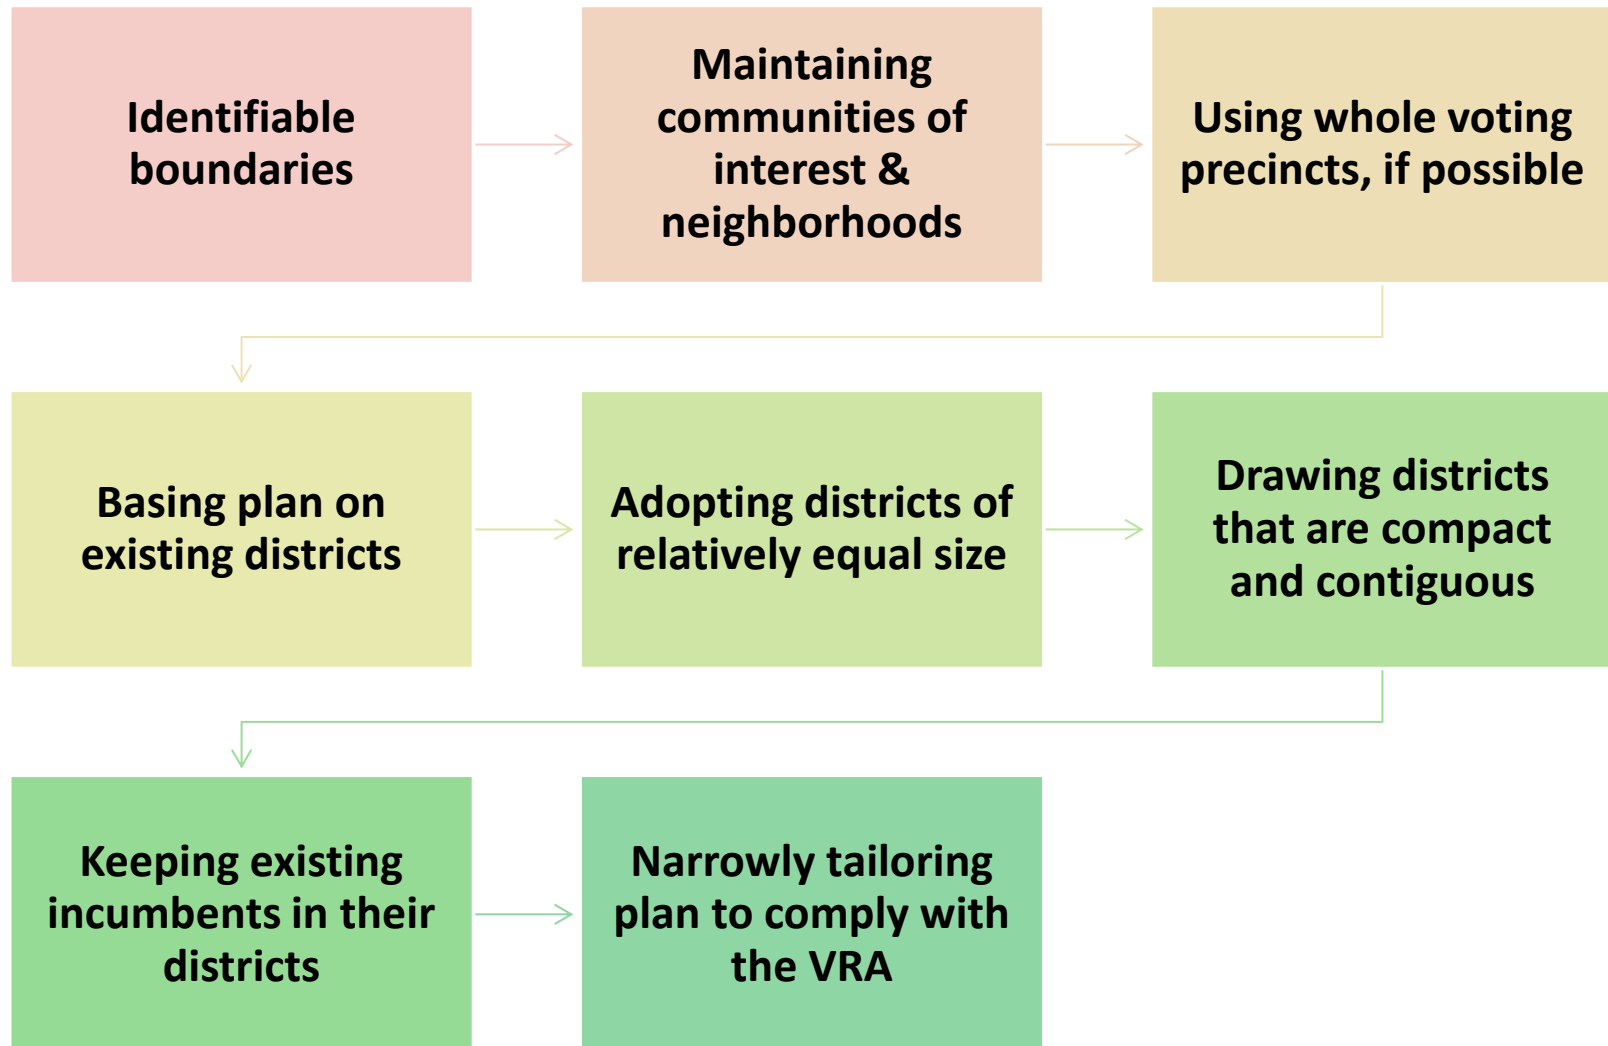 Identifiable
boundaries
Maintaining
communities of
interest &
neighborhoods
Using whole voting
precincts, if possible
Basing plan on
existing districts
Adopting districts of
relatively equal size
Drawing districts
that are compact
and contiguous
Keeping existing
incumbents in their
districts
Narrowly tailoring
plan to comply with
the VRA